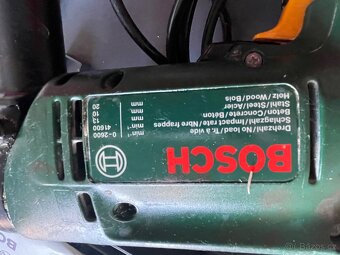 BOSCH
Drehzahl/No load/Tr. à vide
Schlagzahl/Impact rate/Nbre frappes
Beton/Concrete/Béton
Stahl/Steel/Acier
Holz/Wood/Bois
min⁻¹ 0-2600
min⁻¹ 41600
mm 13
mm 10
mm 20